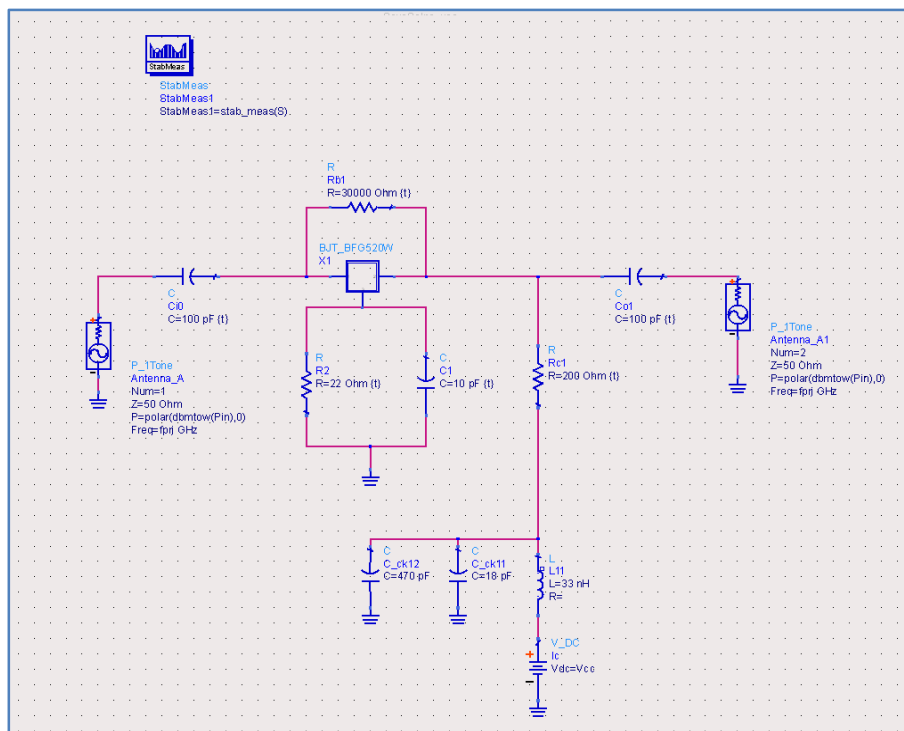 StabMeas
StabMeas
StabMeas1
StabMeas1=stab_meas(S)
R
Rb1
R=30000 Ohm {t}
BJT_BFG520W
X1
C
Ci0
C=100 pF {t}
C
Co1
C=100 pF {t}
P_1Tone
Antenna_A
Num=1
Z=50 Ohm
P=polar(dbmtow(Pin),0)
Freq=fprj GHz
R
R2
R=22 Ohm {t}
C
C1
C=10 pF {t}
R
Rc1
R=200 Ohm {t}
P_1Tone
Antenna_A1
Num=2
Z=50 Ohm
P=polar(dbmtow(Pin),0)
Freq=fprj GHz
C
C_ck12
C=470 pF
C
C_ck11
C=18 pF
L
L11
L=33 nH
R=
V_DC
Ic
Vdc=Vcc